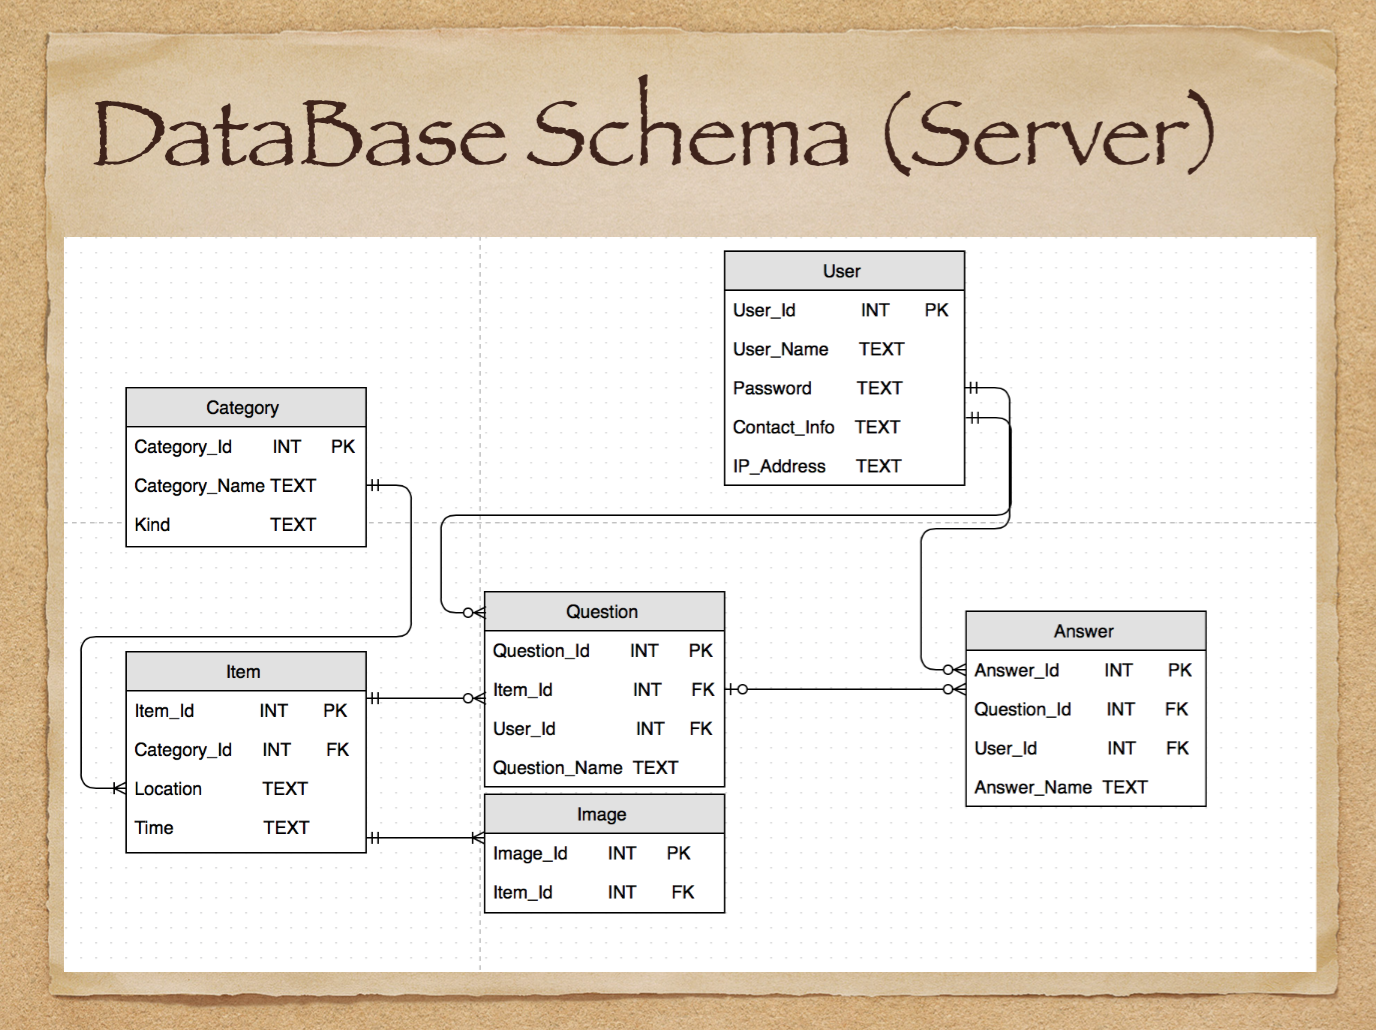 DataBase Schema (Server)
User
User_Id INT PK
User_Name TEXT
Password TEXT
Contact_Info TEXT
IP_Address TEXT
Category
Category_Id INT PK
Category_Name TEXT
Kind TEXT
Item
Item_Id INT PK
Category_Id INT FK
Location TEXT
Time TEXT
Question
Question_Id INT PK
Item_Id INT FK
User_Id INT FK
Question_Name TEXT
Image
Image_Id INT PK
Item_Id INT FK
Answer
Answer_Id INT PK
Question_Id INT FK
User_Id INT FK
Answer_Name TEXT